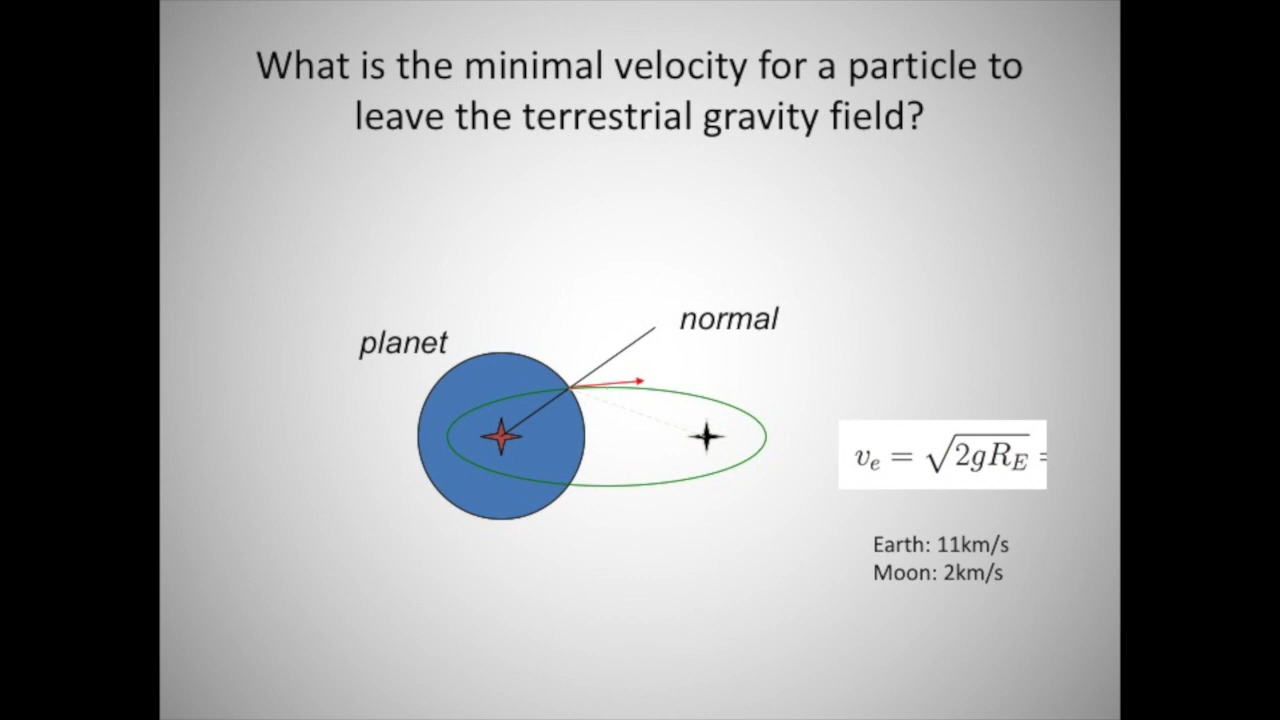 What is the minimal velocity for a particle to
leave the terrestrial gravity field?
normal
planet
vₑ = √2gR_E =
Earth: 11km/s
Moon: 2km/s